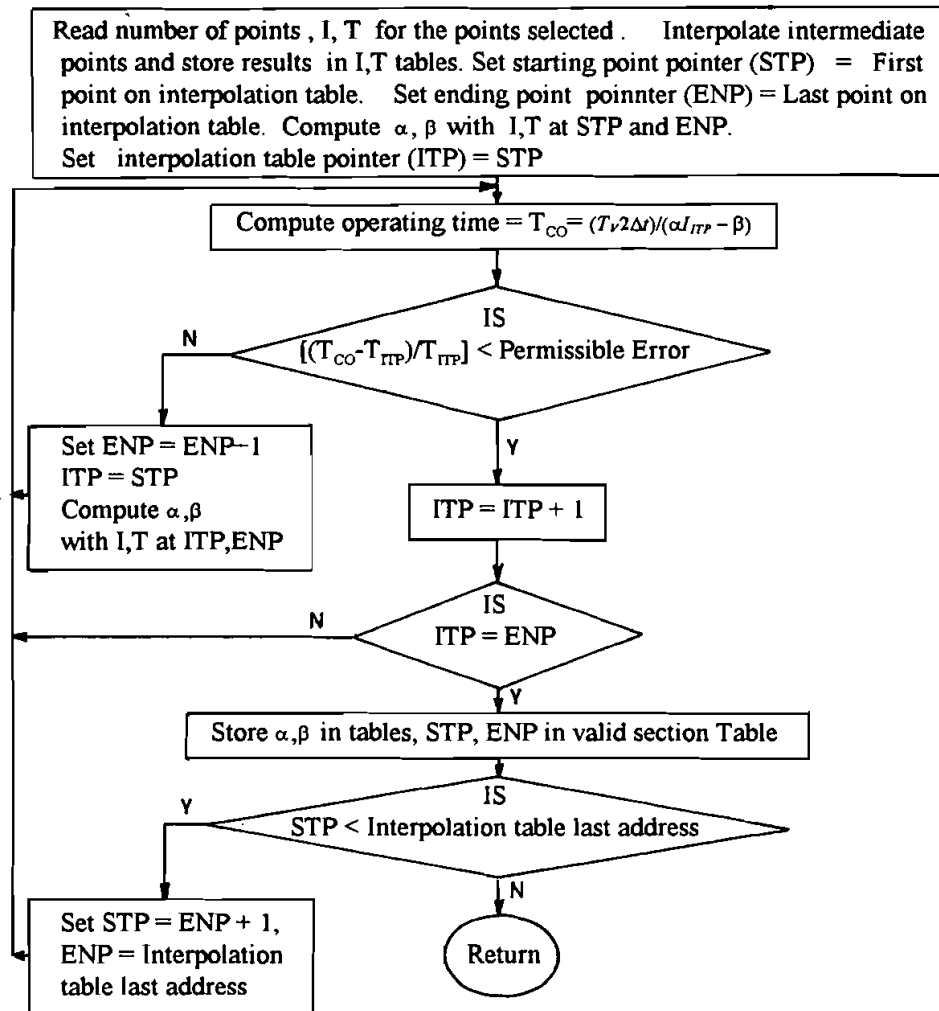 Read number of points , I, T for the points selected . Interpolate intermediate
points and store results in I,T tables. Set starting point pointer (STP) = First
point on interpolation table. Set ending point poinnter (ENP) = Last point on
interpolation table. Compute α, β with I,T at STP and ENP.
Set interpolation table pointer (ITP) = STP
Compute operating time = T_CO= (T_V2Δt)/(αI_ITP − β)
IS
[(T_CO-T_ITP)/T_ITP] < Permissible Error
N
Y
Set ENP = ENP−1
ITP = STP
Compute α,β
with I,T at ITP,ENP
ITP = ITP + 1
IS
ITP = ENP
N
Y
Store α,β in tables, STP, ENP in valid section Table
IS
STP < Interpolation table last address
Y
N
Set STP = ENP + 1,
ENP = Interpolation
table last address
Return